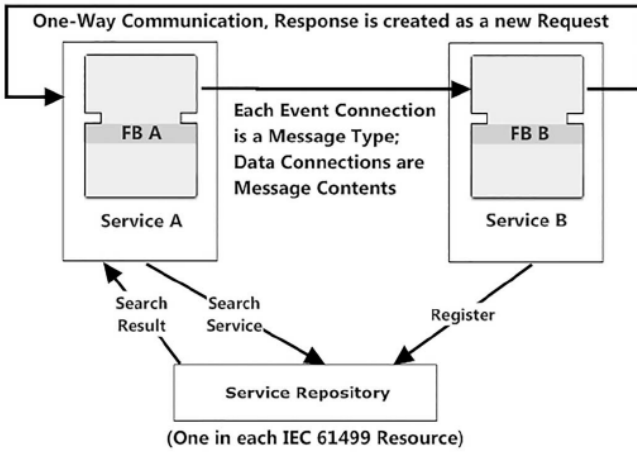 One-Way Communication, Response is created as a new Request
FB A
Each Event Connection
is a Message Type;
Data Connections are
Message Contents
FB B
Service A
Service B
Search
Result
Search
Service
Register
Service Repository
(One in each IEC 61499 Resource)